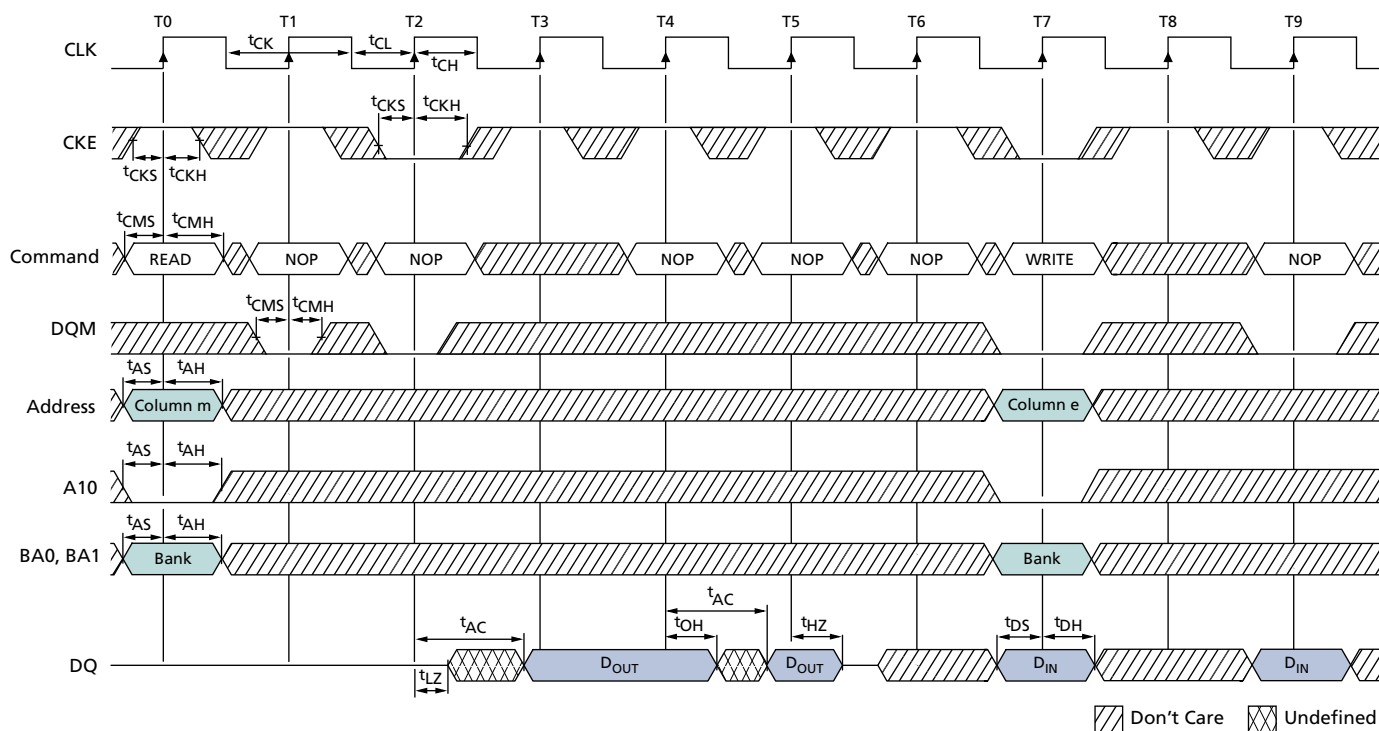 T0 T1 T2 T3 T4 T5 T6 T7 T8 T9
CLK
tCK tCL
tCH
tCKS tCKH
CKE
tCKS tCKH
tCMS tCMH
Command READ NOP NOP NOP NOP NOP WRITE NOP
tCMS tCMH
DQM
tAS tAH
Address Column m Column e
tAS tAH
A10
tAS tAH
BA0, BA1 Bank Bank
tAC
tAC tOH tHZ tDS tDH
DQ DOUT DOUT DIN DIN
tLZ
Don't Care Undefined